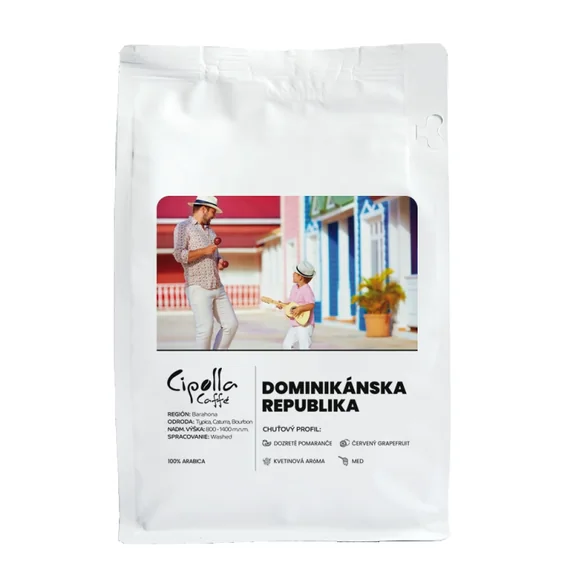 Cipolla
Caffé
REGIÓN: Barahona
ODRODA: Typica, Caturra, Bourbon
NADM. VÝŠKA: 800 - 1400 m.n.m.
SPRACOVANIE: Washed
100% ARABICA
DOMINIKÁNSKA
REPUBLIKA
CHUŤOVÝ PROFIL:
DOZRETÉ POMARANČE
ČERVENÝ GRAPEFRUIT
KVETINOVÁ ARÓMA
MED